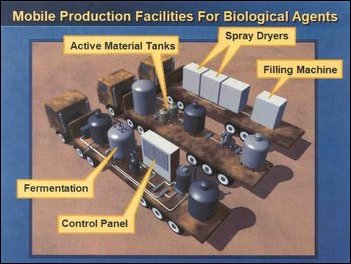 Mobile Production Facilities For Biological Agents
Spray Dryers
Active Material Tanks
Filling Machine
Fermentation
Control Panel